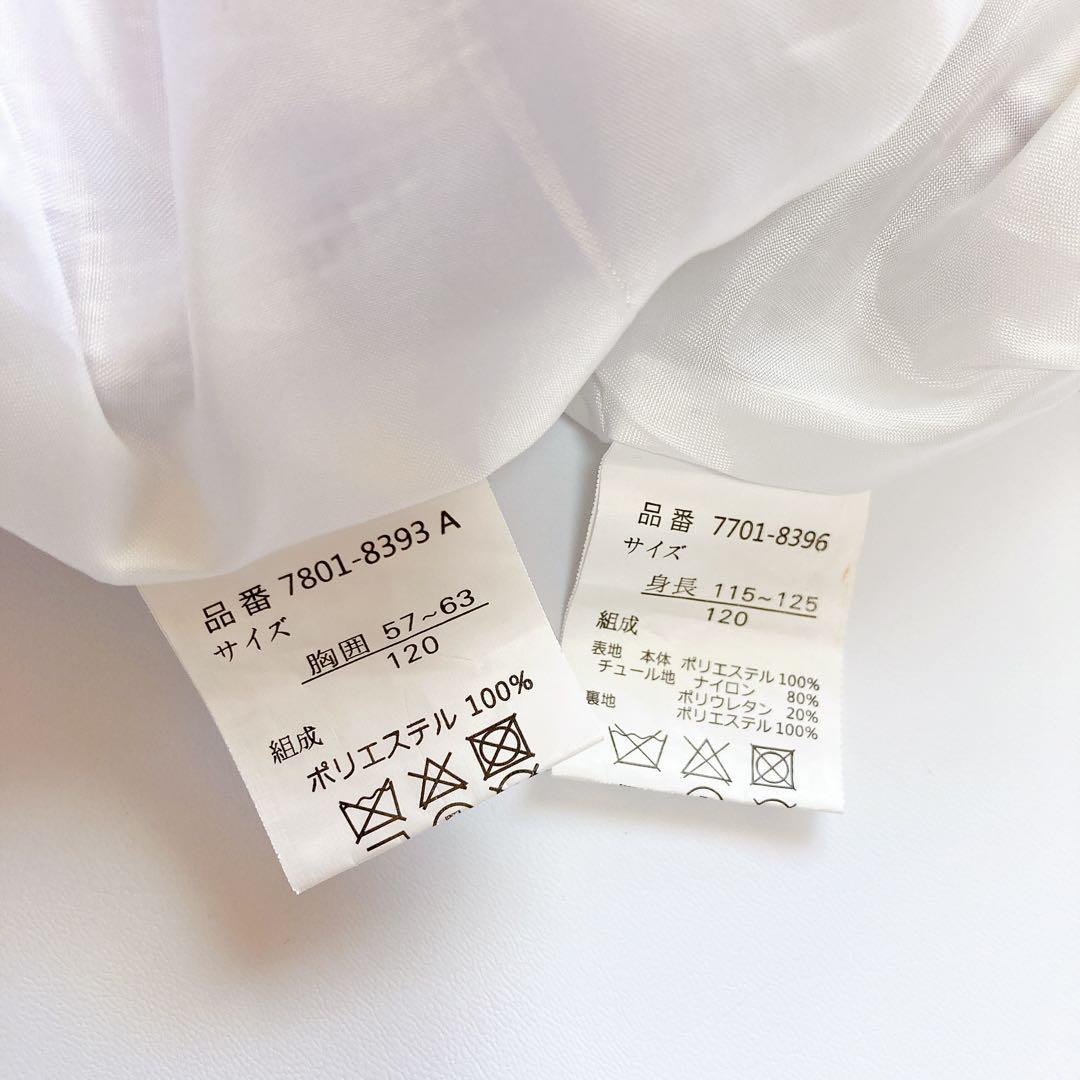 品番 7801-8393 A
サイズ
胸囲 57~63
120
組成
ポリエステル 100%
品番 7701-8396
サイズ
身長 115~125
120
組成
表地 本体 ポリエステル 100%
チュール地 ナイロン 80%
ポリウレタン 20%
裏地 ポリエステル 100%